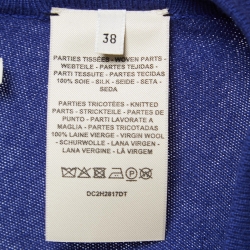 38
PARTIES TISSÉES - WOVEN PARTS -
WEBTEILE - PARTES TEJIDAS -
PARTI TESSUTE - PARTES TECIDAS
100% SOIE - SILK - SEIDE - SETA -
SEDA
PARTIES TRICOTÉES - KNITTED
PARTS - STRICKTEILE - PARTES DE
PUNTO - PARTI LAVORATE A
MAGLIA - PARTES TRICOTADAS
100% LAINE VIERGE - VIRGIN WOOL
- SCHURWOLLE - LANA VIRGEN -
LANA VERGINE - LÃ VIRGEM
DC2H2617DT